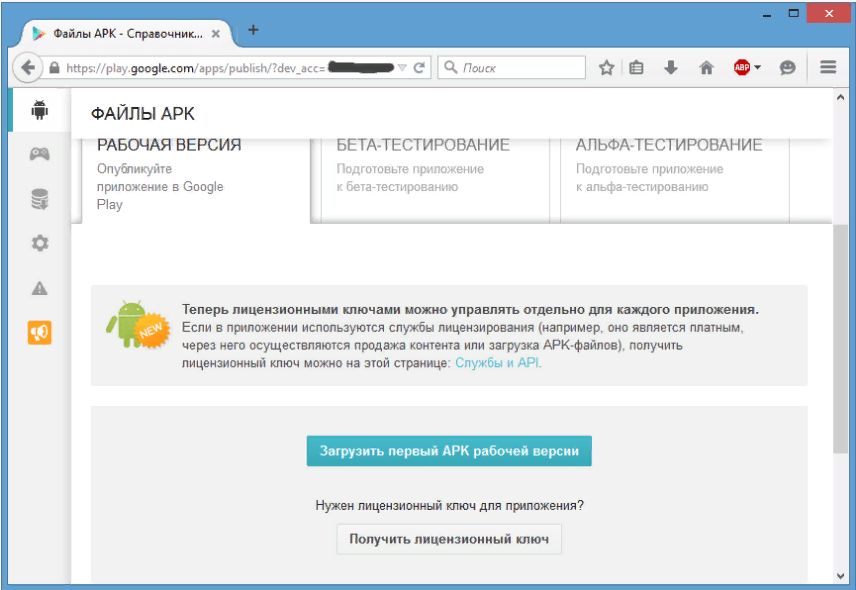 Файлы APK - Справочник...
https://play.google.com/apps/publish/?dev_acc=
Поиск
ABP
ФАЙЛЫ APK
РАБОЧАЯ ВЕРСИЯ
Опубликуйте
приложение в Google
Play
БЕТА-ТЕСТИРОВАНИЕ
Подготовьте приложение
к бета-тестированию
АЛЬФА-ТЕСТИРОВАНИЕ
Подготовьте приложение
к альфа-тестированию
NEW
Теперь лицензионными ключами можно управлять отдельно для каждого приложения.
Если в приложении используются службы лицензирования (например, оно является платным,
через него осуществляются продажа контента или загрузка APK-файлов), получить
лицензионный ключ можно на этой странице: Службы и API.
Загрузить первый APK рабочей версии
Нужен лицензионный ключ для приложения?
Получить лицензионный ключ